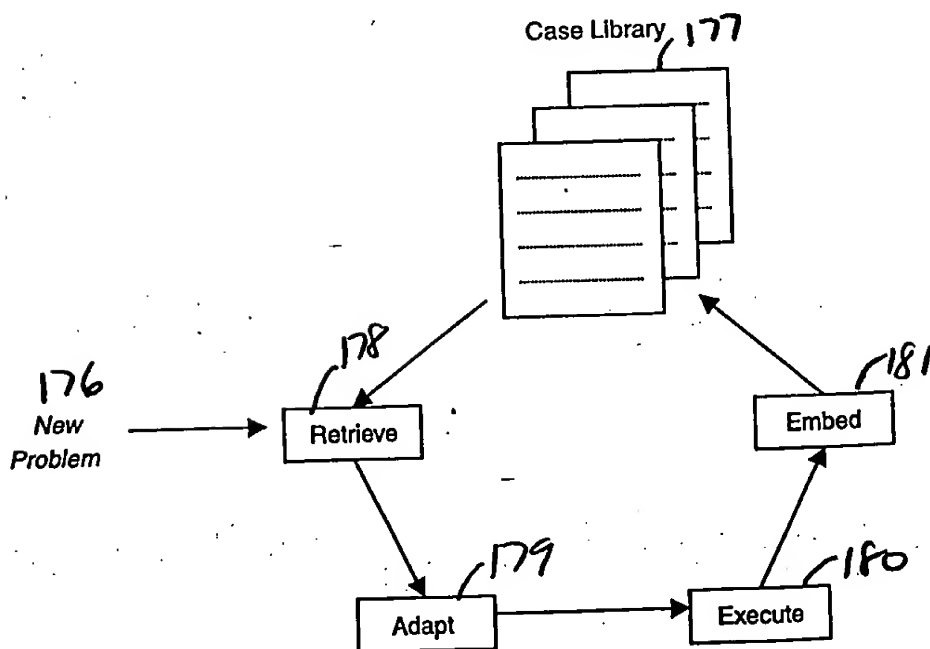 Case Library 177
178
181
176
New
Problem
Retrieve
Embed
179
180
Adapt
Execute